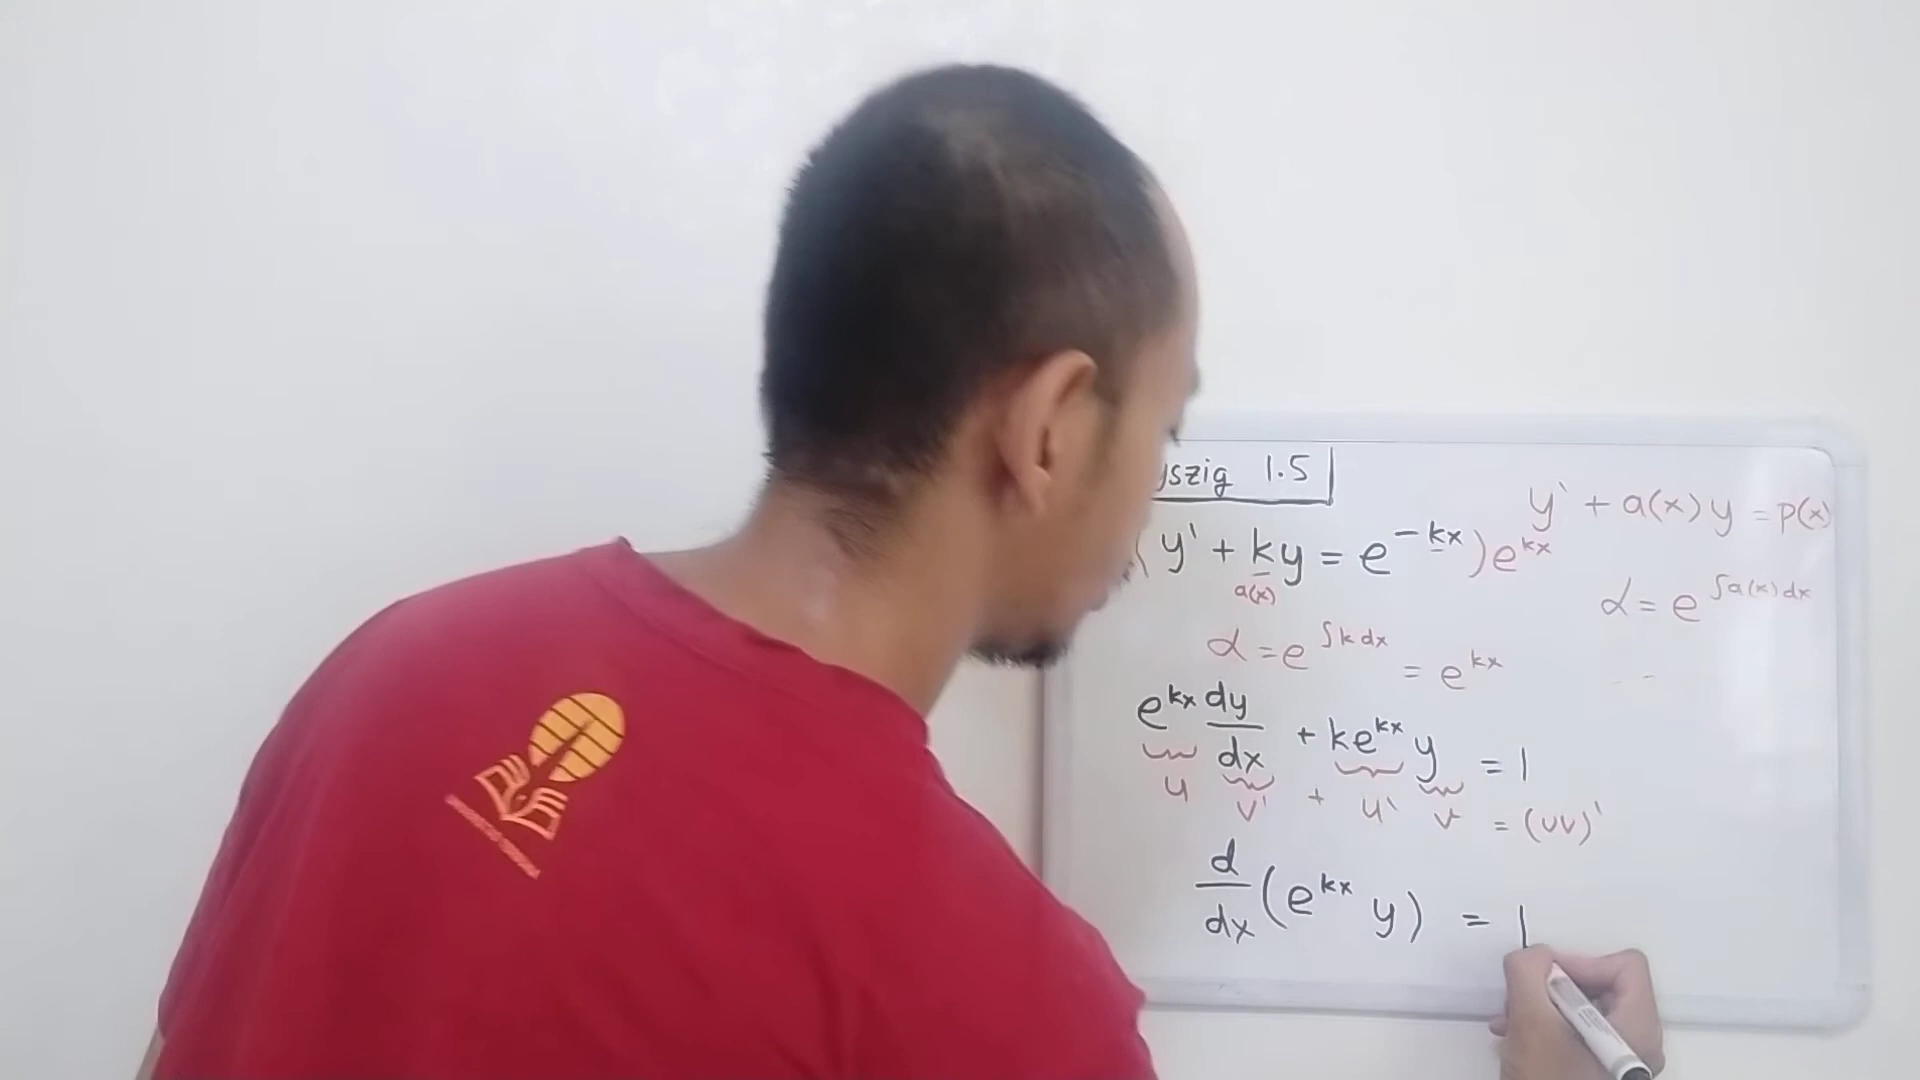 yszig 1.5
y' + a(x)y = p(x)
(y' + ky = e^{-kx})e^{kx}
a(x)
α = e^{∫a(x)dx}
α = e^{∫k dx} = e^{kx}
e^{kx} dy/dx + ke^{kx} y = 1
u v' + u' v = (uv)'
d/dx (e^{kx} y) = 1